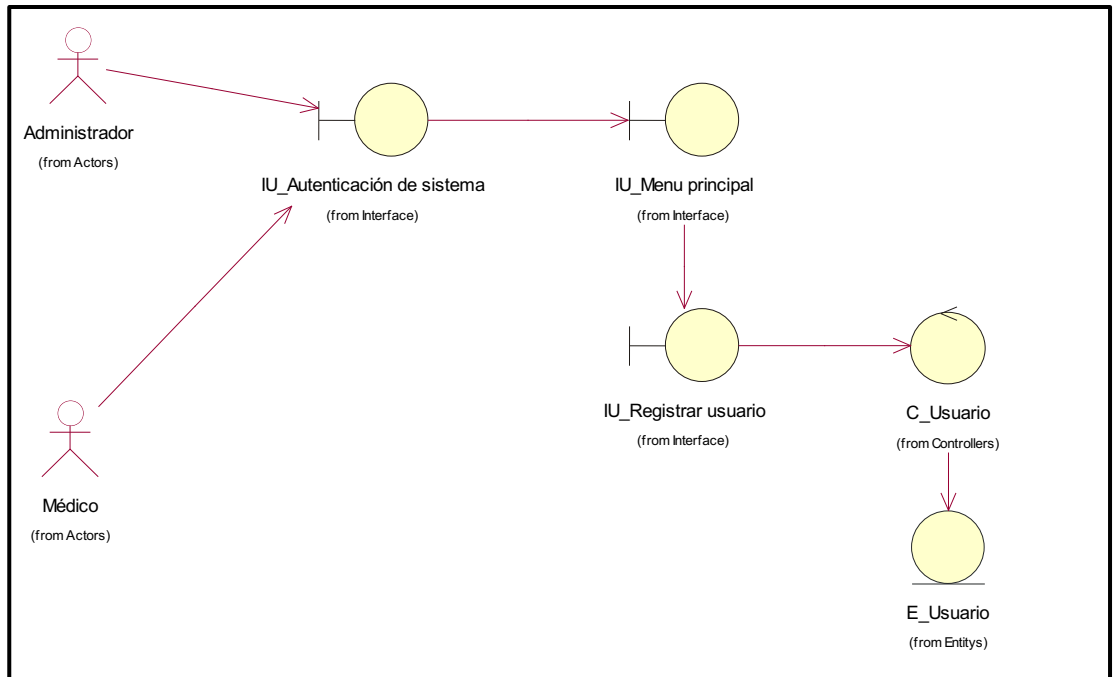 Administrador
(from Actors)
IU_Autenticación de sistema
(from Interface)
IU_Menu principal
(from Interface)
IU_Registrar usuario
(from Interface)
C_Usuario
(from Controllers)
Médico
(from Actors)
E_Usuario
(from Entitys)